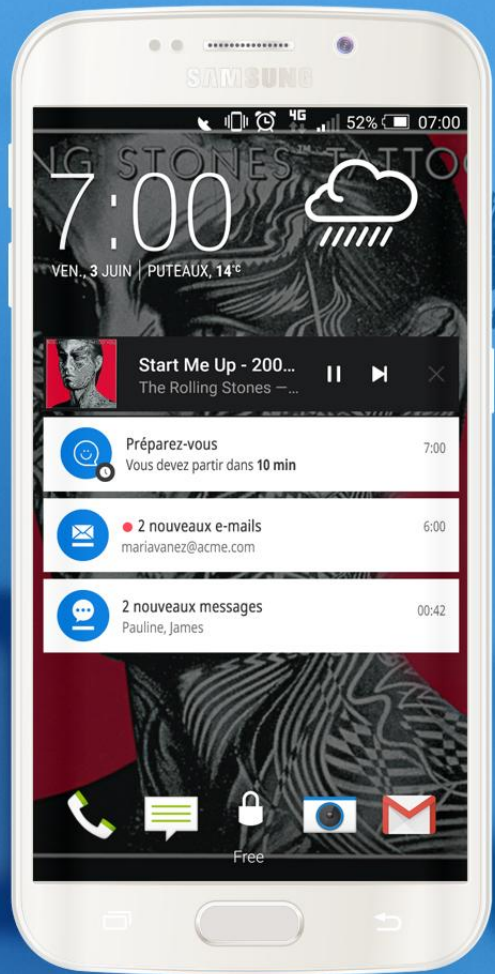 SAMSUNG
4G 52% 07:00
NG STONES™ TATTOO
7:00
VEN., 3 JUIN | PUTEAUX, 14°C
Start Me Up - 200...
The Rolling Stones —...
Préparez-vous 7:00
Vous devez partir dans 10 min
2 nouveaux e-mails 6:00
mariavanez@acme.com
2 nouveaux messages 00:42
Pauline, James
Free